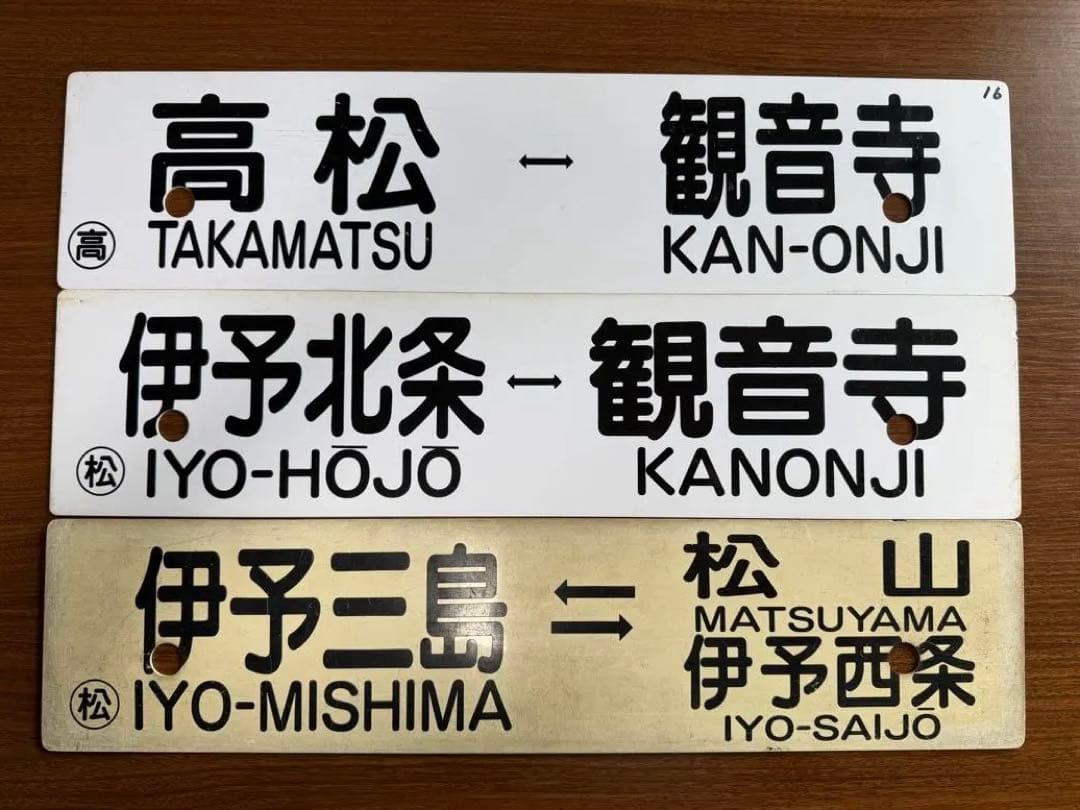 16
高松 ↔ 観音寺
高 TAKAMATSU KAN-ONJI
伊予北条 ↔ 観音寺
松 IYO-HŌJŌ KANONJI
伊予三島 ⇆ 松山
MATSUYAMA
伊予西条
松 IYO-MISHIMA IYO-SAIJŌ